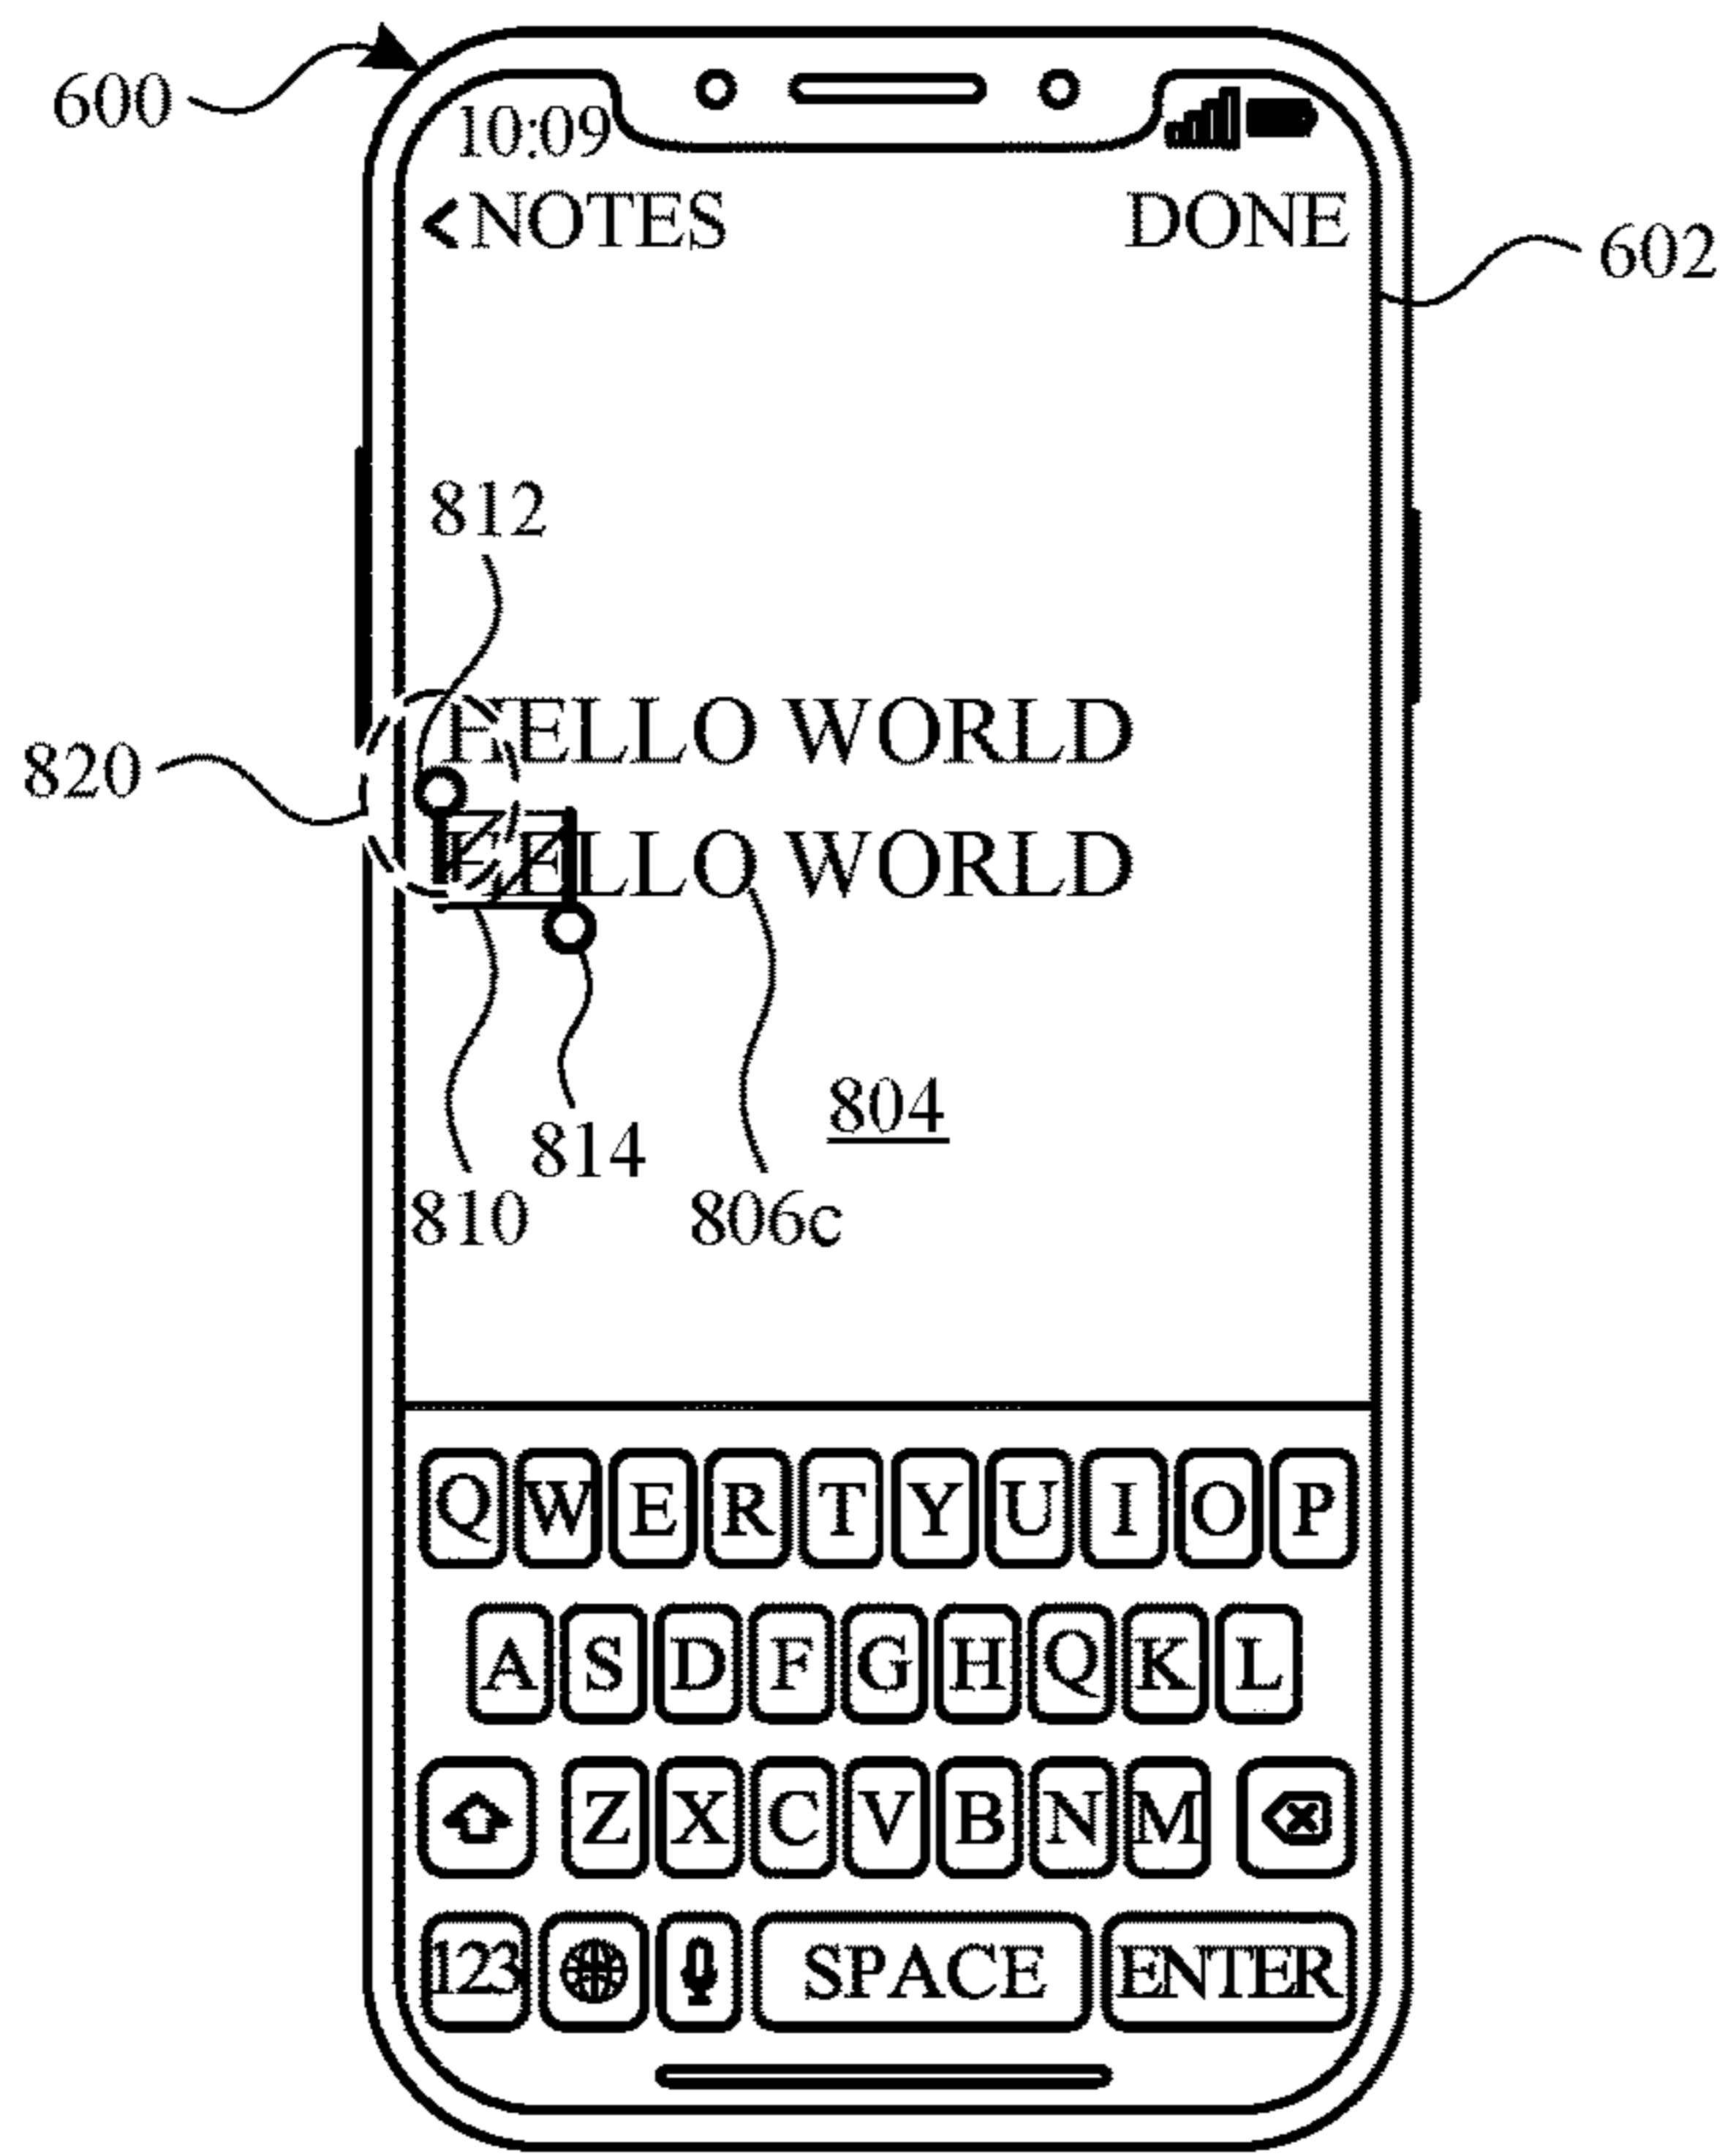 600
10:09
<NOTES DONE
602
812
HELLO WORLD
820
HELLO WORLD
804
814
810 806c
Q W E R T Y U I O P
A S D F G H Q K L
Z X C V B N M
123 SPACE ENTER